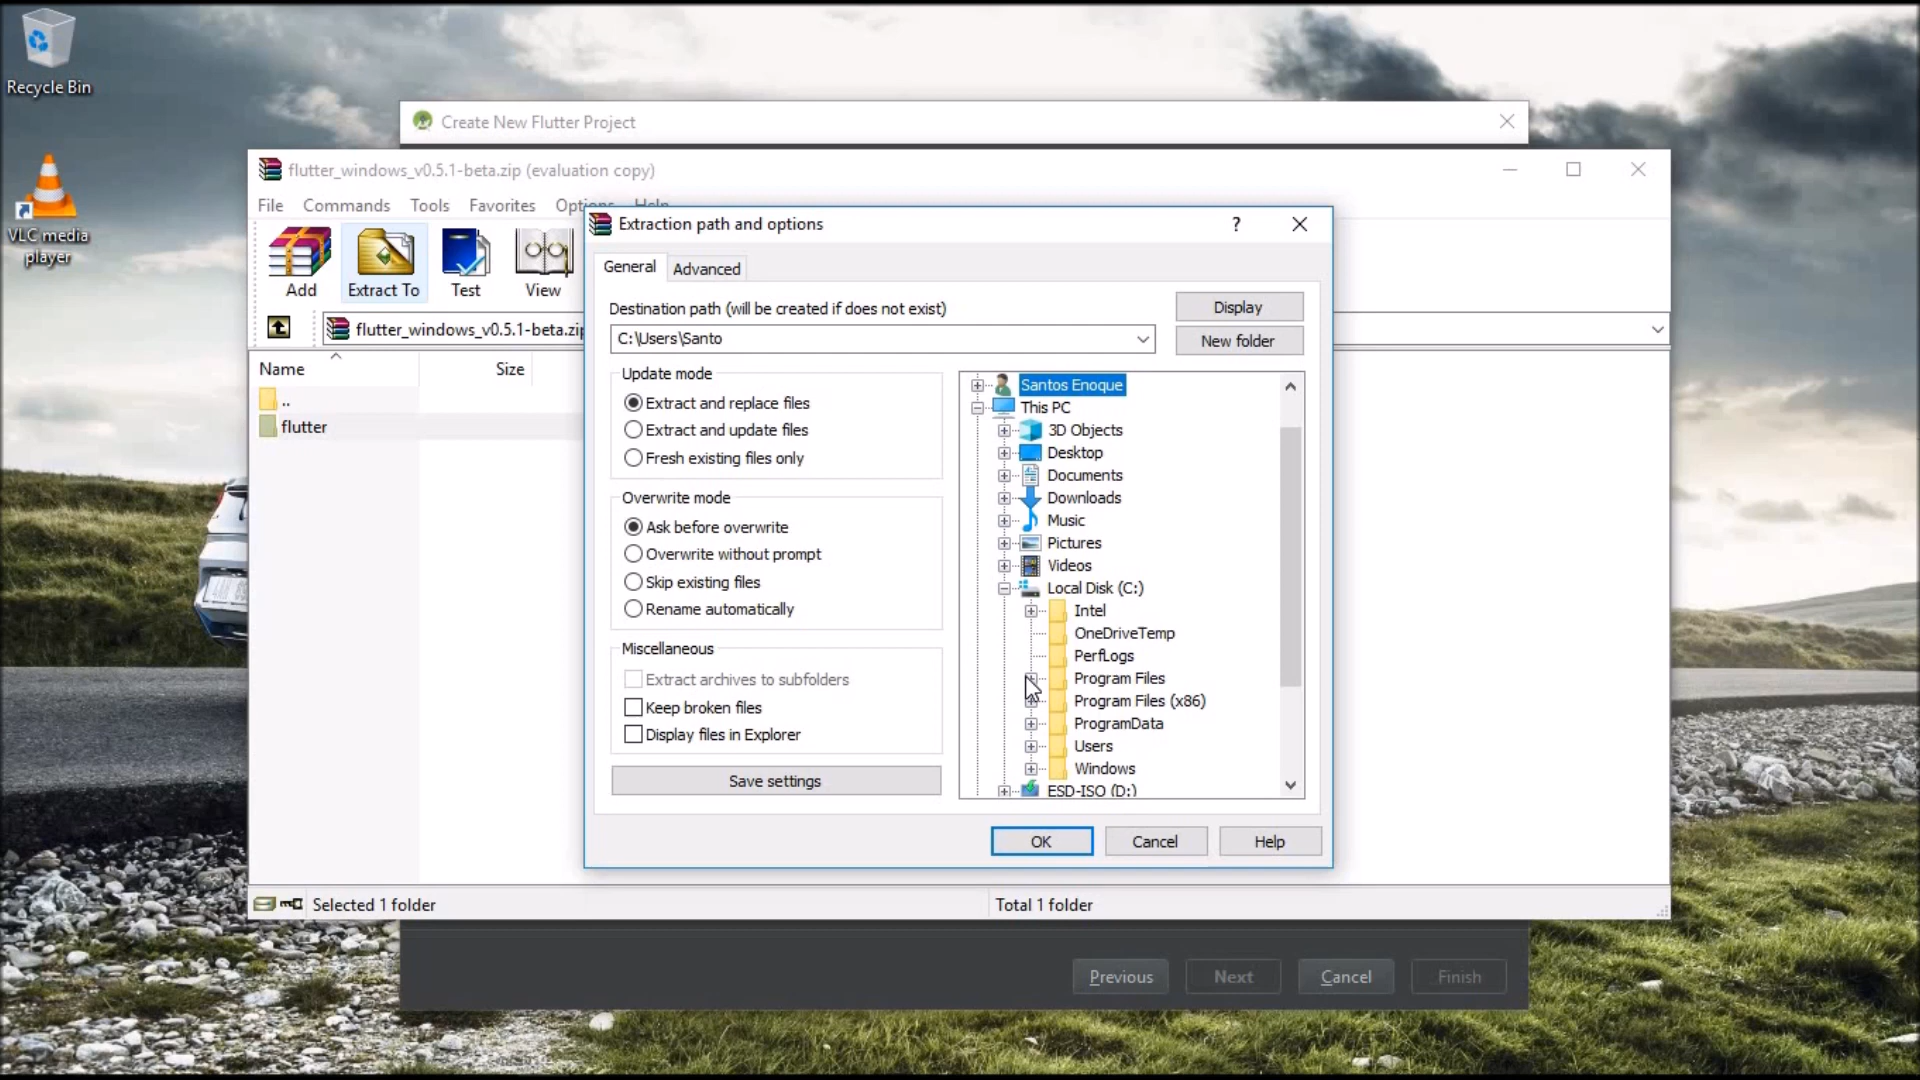 Recycle Bin
VLC media
player
Create New Flutter Project
flutter_windows_v0.5.1-beta.zip (evaluation copy)
File Commands Tools Favorites Options Help
Add Extract To Test View
flutter_windows_v0.5.1-beta.zip
Name Size
..
flutter
Selected 1 folder Total 1 folder
Extraction path and options
General Advanced
Destination path (will be created if does not exist)
C:\Users\Santo
Display
New folder
Update mode
Extract and replace files
Extract and update files
Fresh existing files only
Overwrite mode
Ask before overwrite
Overwrite without prompt
Skip existing files
Rename automatically
Miscellaneous
Extract archives to subfolders
Keep broken files
Display files in Explorer
Save settings
Santos Enoque
This PC
3D Objects
Desktop
Documents
Downloads
Music
Pictures
Videos
Local Disk (C:)
Intel
OneDriveTemp
PerfLogs
Program Files
Program Files (x86)
ProgramData
Users
Windows
ESD-ISO (D:)
OK Cancel Help
Previous Next Cancel Finish